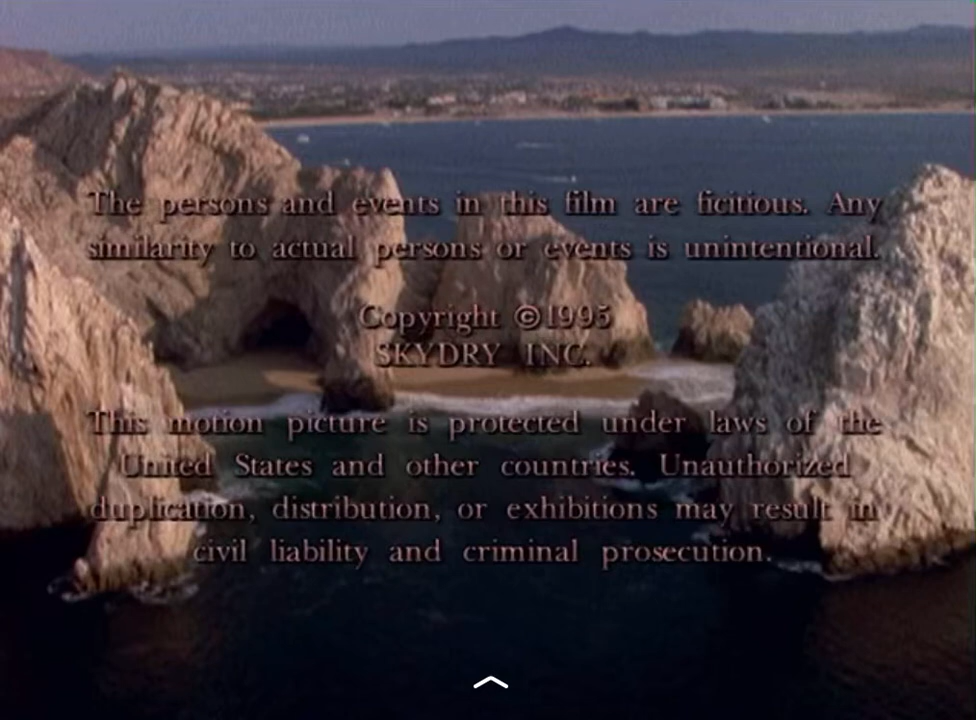 The persons and events in this film are ficitious. Any
similarity to actual persons or events is unintentional.
Copyright ©1995
SKYDRY INC.
This motion picture is protected under laws of the
United States and other countries. Unauthorized
duplication, distribution, or exhibitions may result in
civil liability and criminal prosecution.